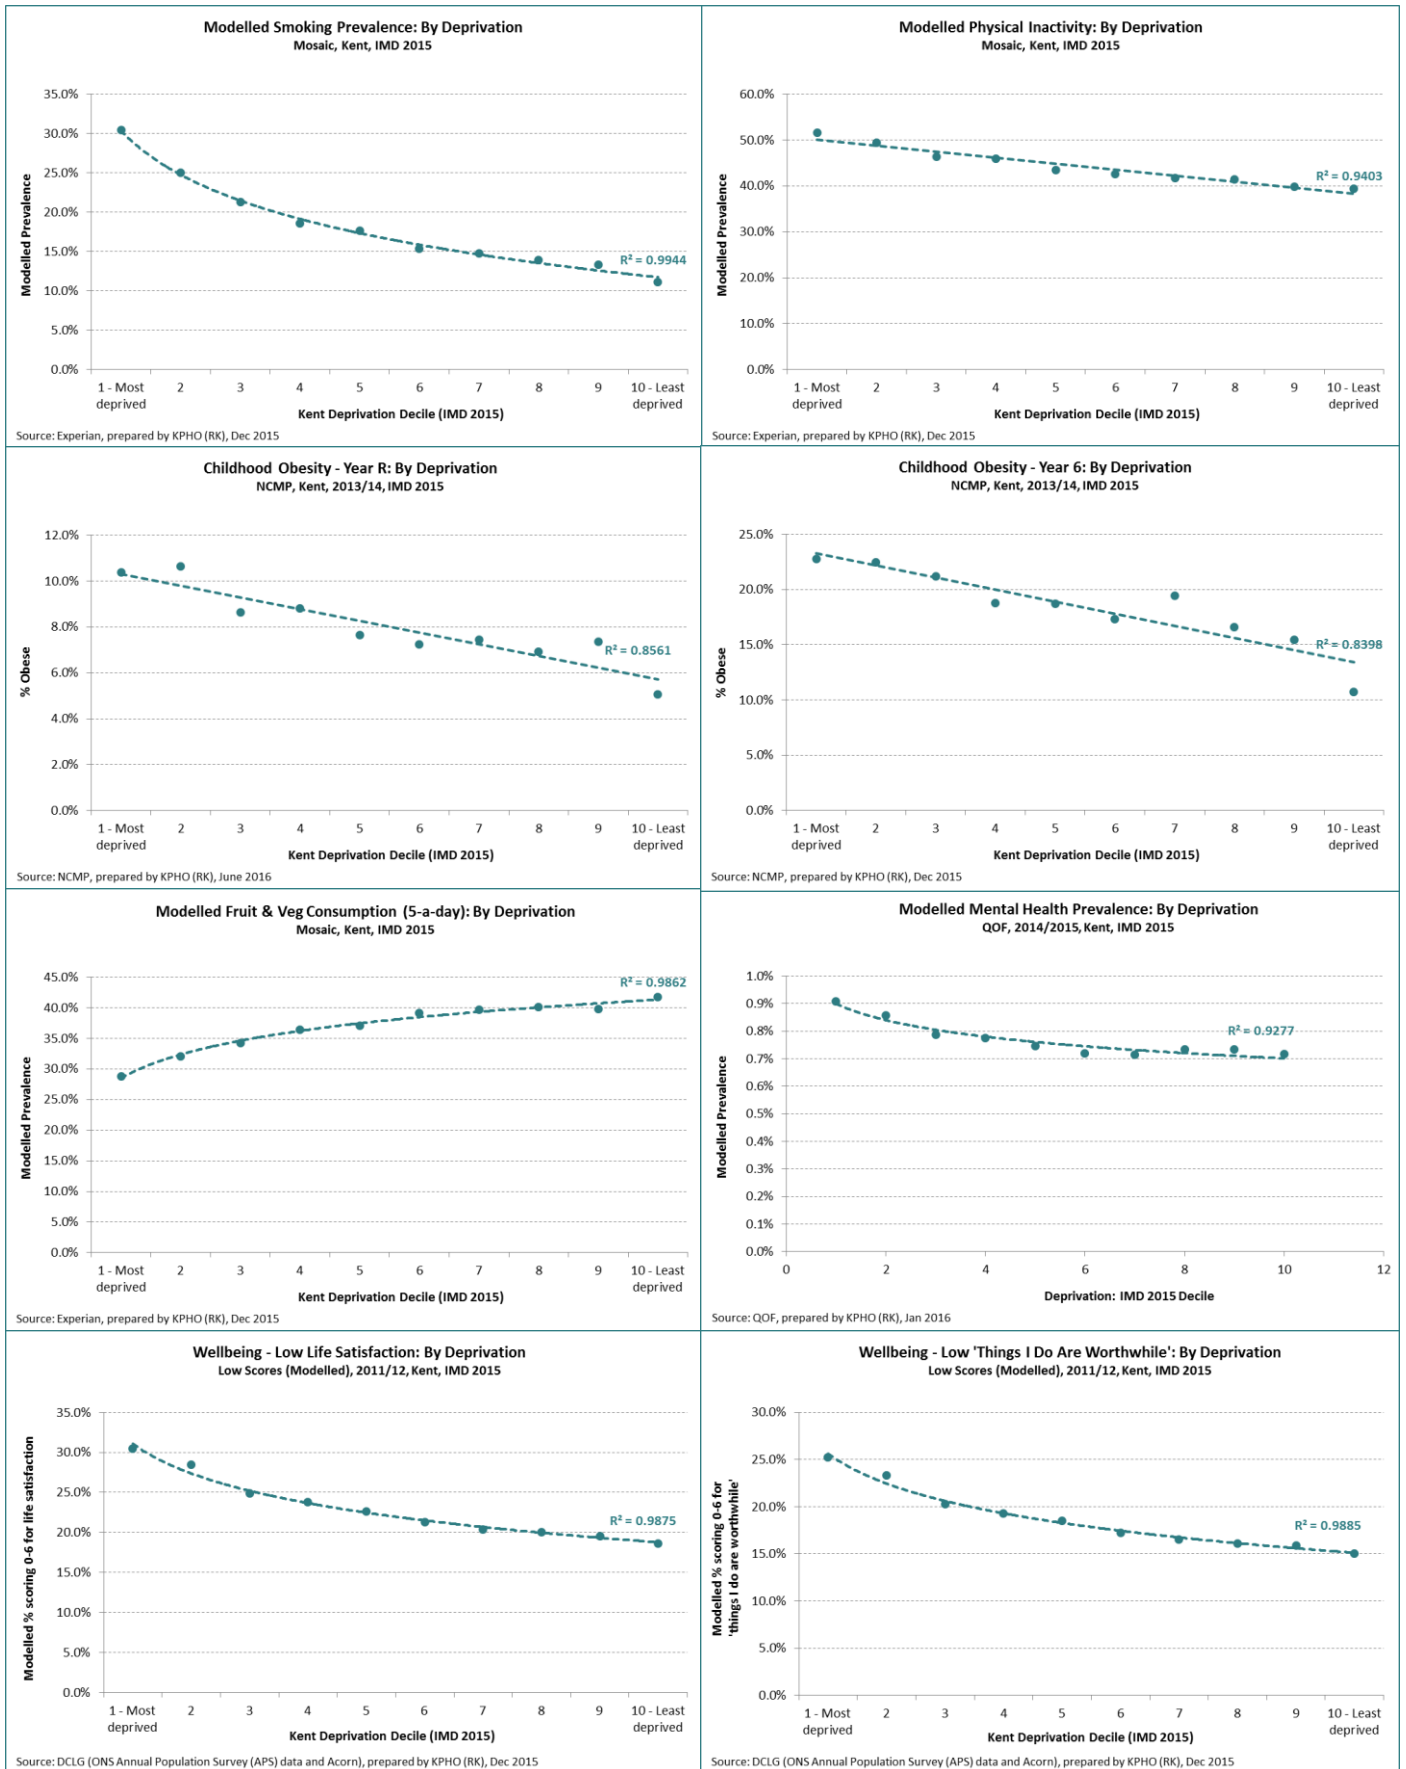 Modelled Smoking Prevalence: By Deprivation
Mosaic, Kent, IMD 2015
35.0%
30.0%
25.0%
20.0%
15.0%
10.0%
5.0%
0.0%
Modelled Prevalence
R² = 0.9944
1 - Most 2 3 4 5 6 7 8 9 10 - Least
deprived deprived
Kent Deprivation Decile (IMD 2015)
Source: Experian, prepared by KPHO (RK), Dec 2015
Modelled Physical Inactivity: By Deprivation
Mosaic, Kent, IMD 2015
60.0%
50.0%
40.0%
30.0%
20.0%
10.0%
0.0%
Modelled Prevalence
R² = 0.9403
1 - Most 2 3 4 5 6 7 8 9 10 - Least
deprived deprived
Kent Deprivation Decile (IMD 2015)
Source: Experian, prepared by KPHO (RK), Dec 2015
Childhood Obesity - Year R: By Deprivation
NCMP, Kent, 2013/14, IMD 2015
12.0%
10.0%
8.0%
6.0%
4.0%
2.0%
0.0%
% Obese
R² = 0.8561
1 - Most 2 3 4 5 6 7 8 9 10 - Least
deprived deprived
Kent Deprivation Decile (IMD 2015)
Source: NCMP, prepared by KPHO (RK), June 2016
Childhood Obesity - Year 6: By Deprivation
NCMP, Kent, 2013/14, IMD 2015
25.0%
20.0%
15.0%
10.0%
5.0%
0.0%
% Obese
R² = 0.8398
1 - Most 2 3 4 5 6 7 8 9 10 - Least
deprived deprived
Kent Deprivation Decile (IMD 2015)
Source: NCMP, prepared by KPHO (RK), Dec 2015
Modelled Fruit & Veg Consumption (5-a-day): By Deprivation
Mosaic, Kent, IMD 2015
45.0%
40.0%
35.0%
30.0%
25.0%
20.0%
15.0%
10.0%
5.0%
0.0%
Modelled Prevalence
R² = 0.9862
1 - Most 2 3 4 5 6 7 8 9 10 - Least
deprived deprived
Kent Deprivation Decile (IMD 2015)
Source: Experian, prepared by KPHO (RK), Dec 2015
Modelled Mental Health Prevalence: By Deprivation
QOF, 2014/2015, Kent, IMD 2015
1.0%
0.9%
0.8%
0.7%
0.6%
0.5%
0.4%
0.3%
0.2%
0.1%
0.0%
Modelled Prevalence
R² = 0.9277
0 2 4 6 8 10 12
Deprivation: IMD 2015 Decile
Source: QOF, prepared by KPHO (RK), Jan 2016
Wellbeing - Low Life Satisfaction: By Deprivation
Low Scores (Modelled), 2011/12, Kent, IMD 2015
35.0%
30.0%
25.0%
20.0%
15.0%
10.0%
5.0%
0.0%
Modelled % scoring 0-6 for life satisfaction
R² = 0.9875
1 - Most 2 3 4 5 6 7 8 9 10 - Least
deprived deprived
Kent Deprivation Decile (IMD 2015)
Source: DCLG (ONS Annual Population Survey (APS) data and Acorn), prepared by KPHO (RK), Dec 2015
Wellbeing - Low 'Things I Do Are Worthwhile': By Deprivation
Low Scores (Modelled), 2011/12, Kent, IMD 2015
30.0%
25.0%
20.0%
15.0%
10.0%
5.0%
0.0%
Modelled % scoring 0-6 for
'things I do are worthwhile'
R² = 0.9885
1 - Most 2 3 4 5 6 7 8 9 10 - Least
deprived deprived
Kent Deprivation Decile (IMD 2015)
Source: DCLG (ONS Annual Population Survey (APS) data and Acorn), prepared by KPHO (RK), Dec 2015